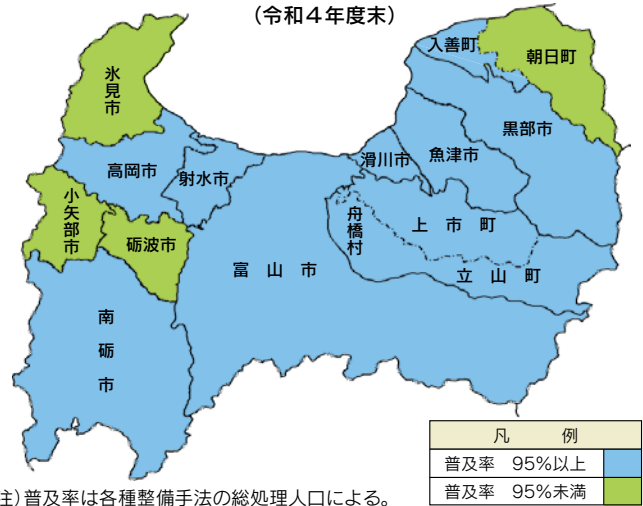 (令和４年度末)
入善町
朝日町
氷見市
黒部市
魚津市
滑川市
高岡市
射水市
小矢部市
砺波市
舟橋村
上市町
立山町
富山市
南砺市
凡 例
普及率 95%以上
普及率 95%未満
注)普及率は各種整備手法の総処理人口による。